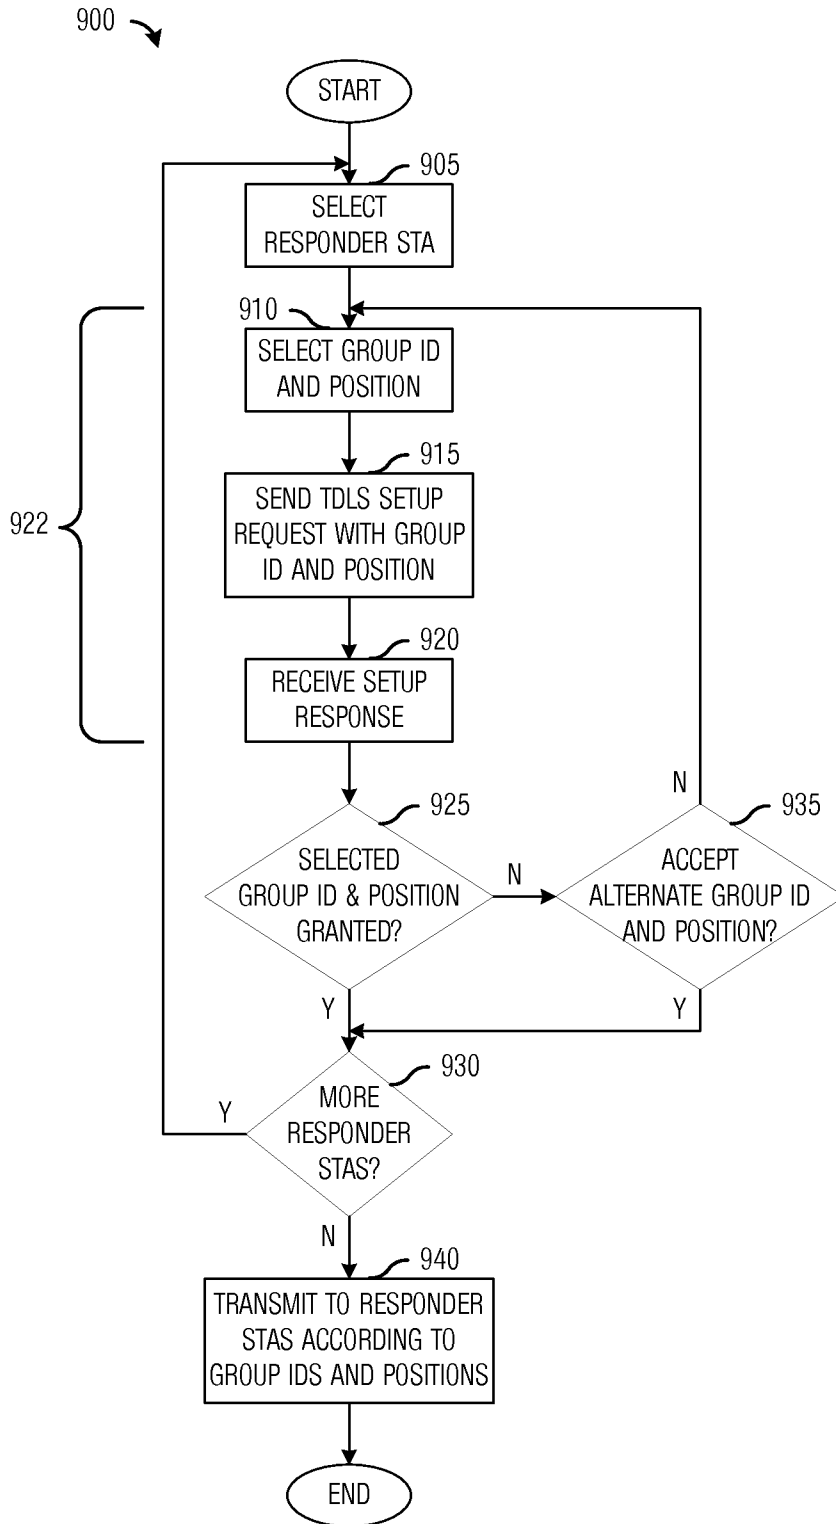 900
START
905
SELECT
RESPONDER STA
910
SELECT GROUP ID
AND POSITION
915
SEND TDLS SETUP
REQUEST WITH GROUP
ID AND POSITION
922
920
RECEIVE SETUP
RESPONSE
925
SELECTED
GROUP ID & POSITION
GRANTED?
N
Y
N
935
ACCEPT
ALTERNATE GROUP ID
AND POSITION?
Y
930
MORE
RESPONDER
STAS?
Y
N
940
TRANSMIT TO RESPONDER
STAS ACCORDING TO
GROUP IDS AND POSITIONS
END